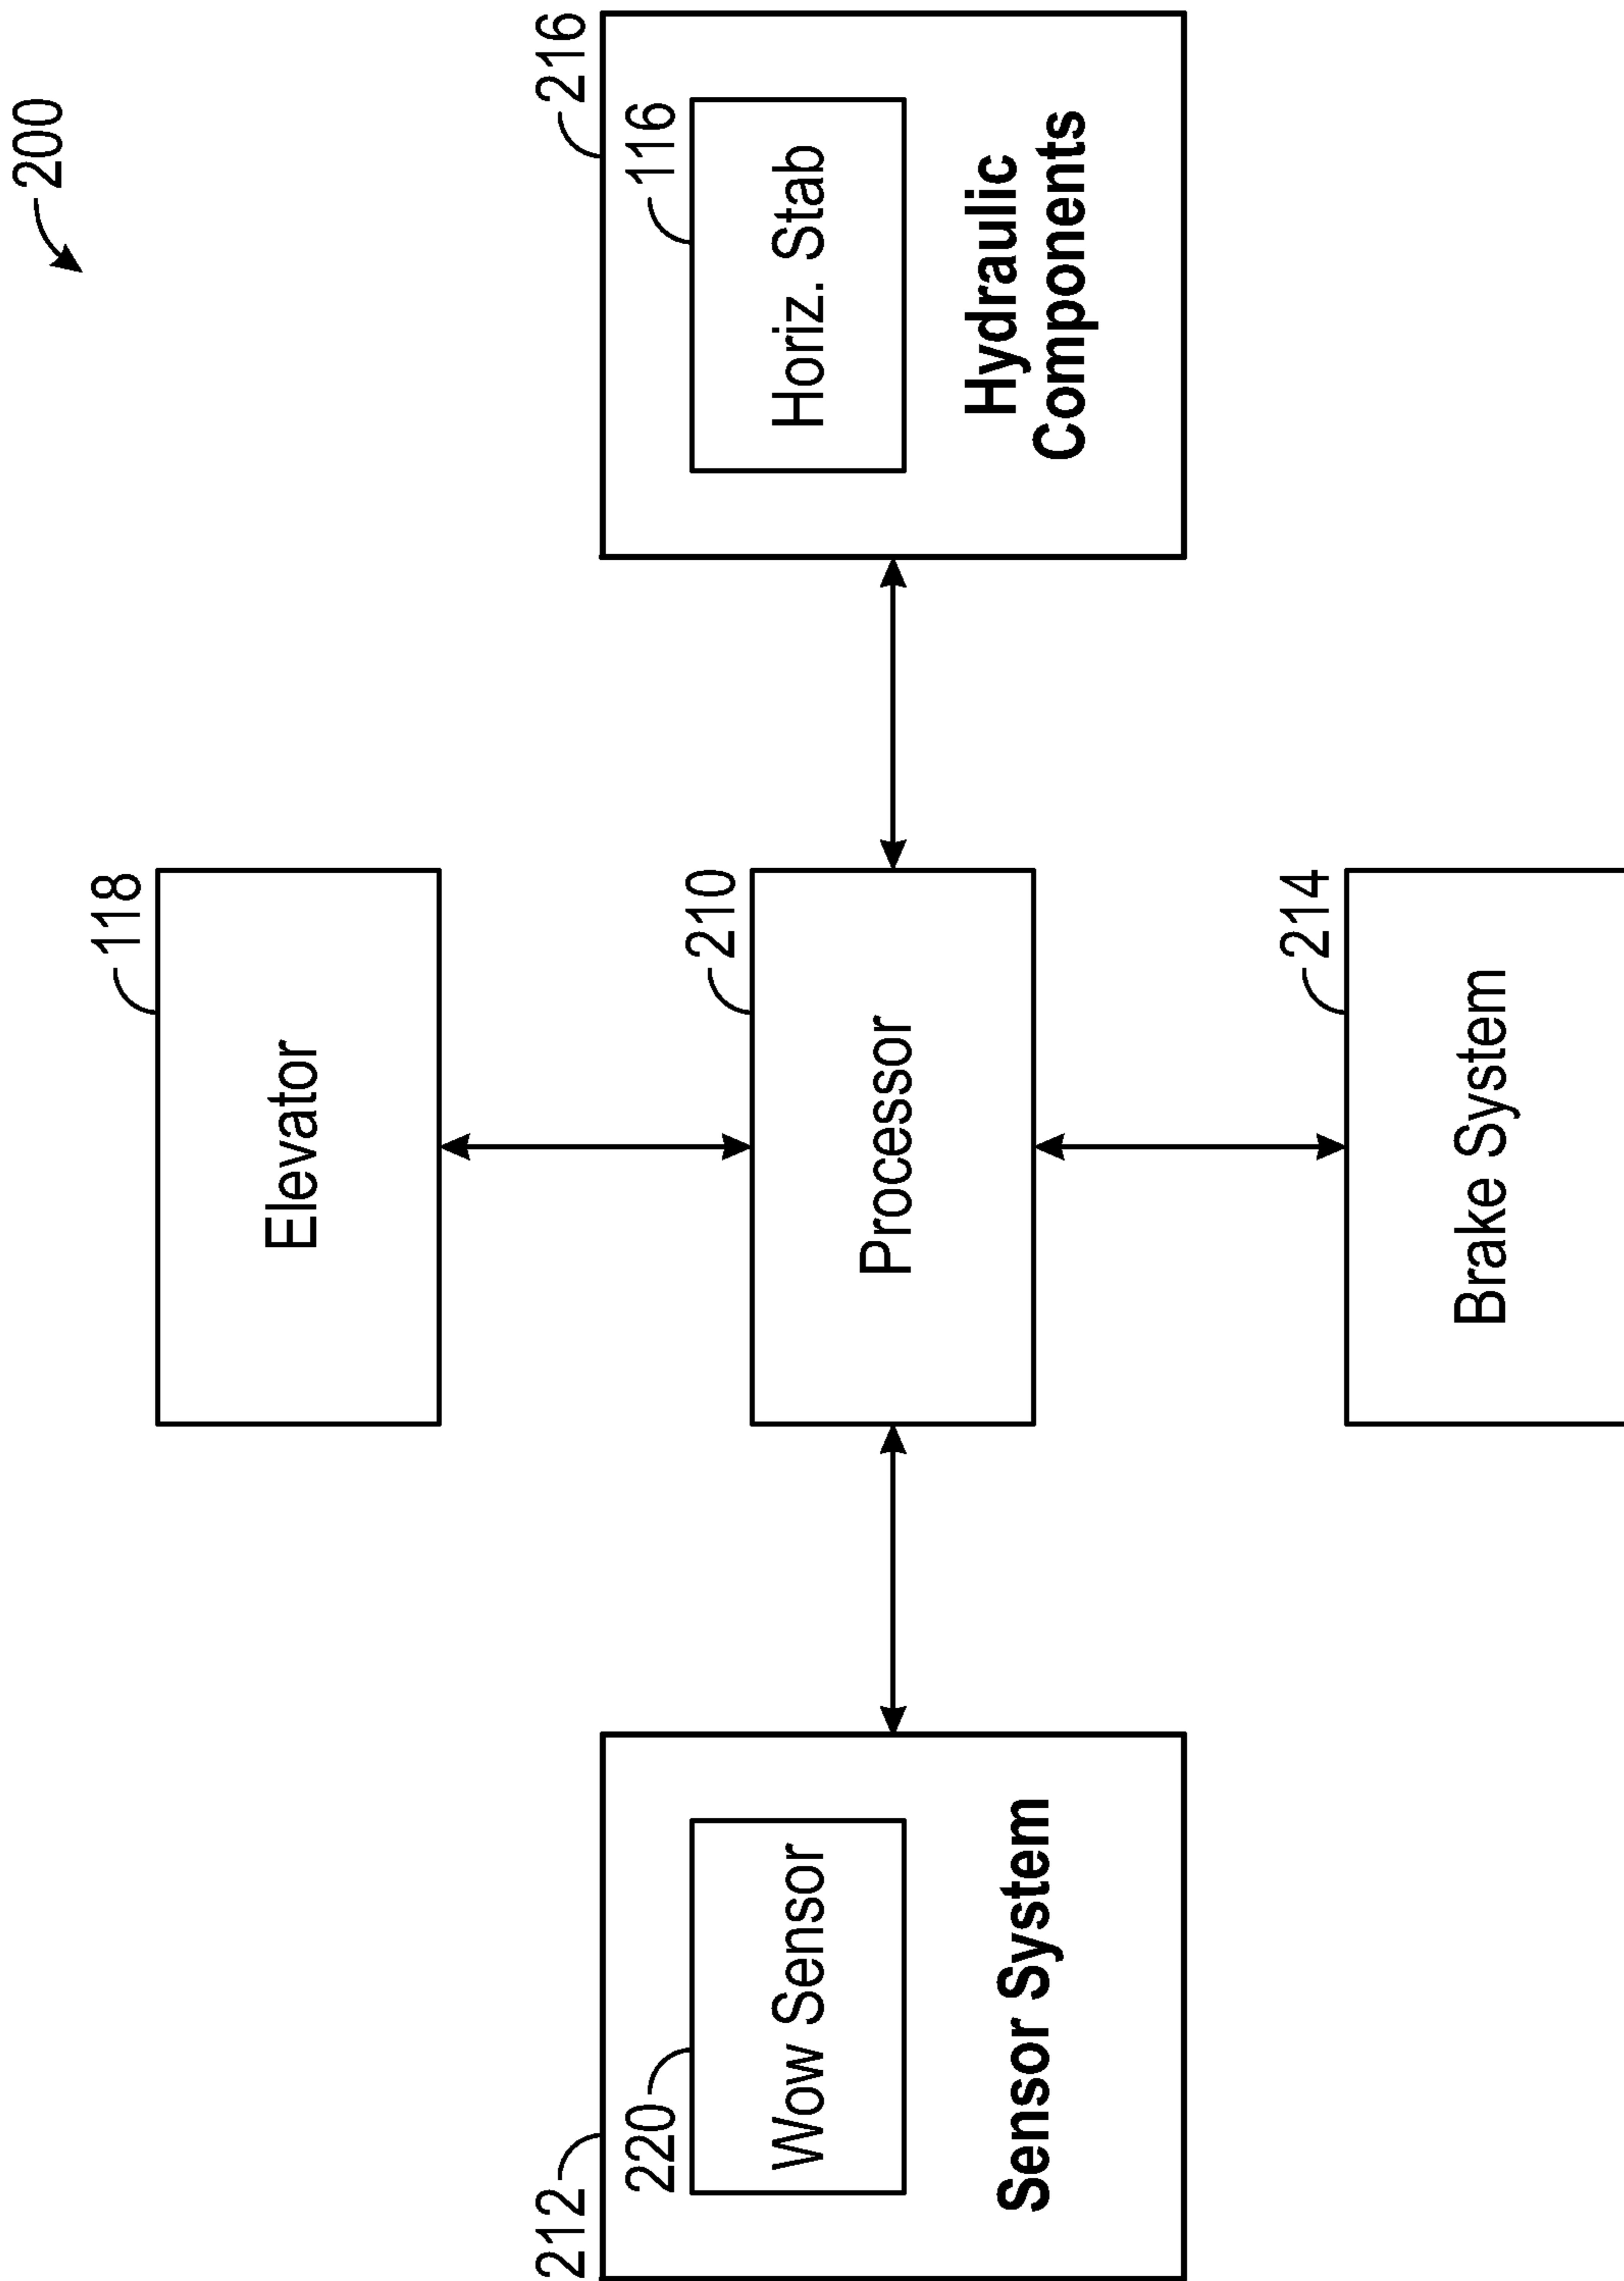 200
118
Elevator
212
220
Wow Sensor
Sensor System
210
Processor
216
116
Horiz. Stab
Hydraulic
Components
214
Brake System